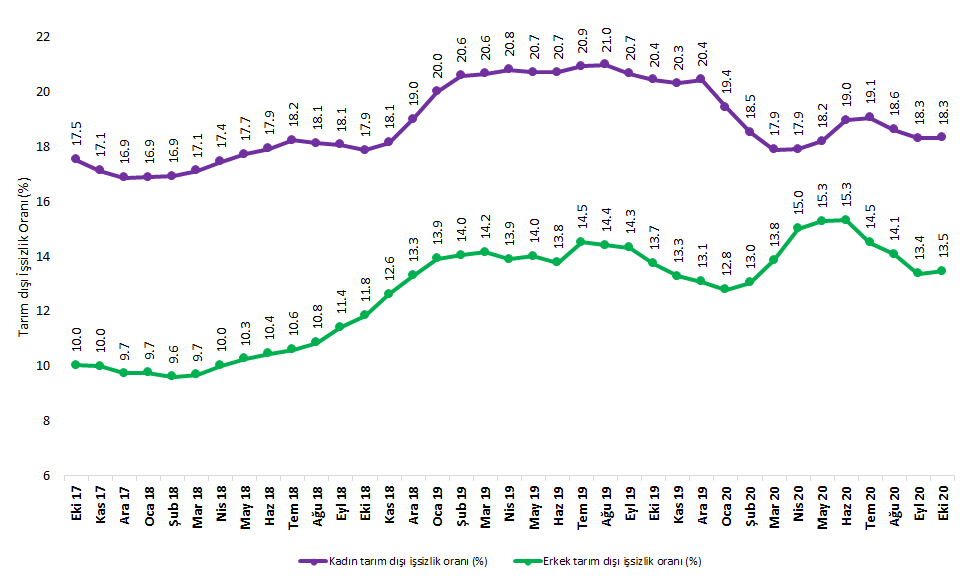 Tarım dışı İşsizlik Oranı (%)
22
20
18
16
14
12
10
8
6
17.5 17.1 16.9 16.9 16.9 17.1 17.4 17.7 17.9 18.2 18.1 18.1 17.9 18.1 19.0 20.0 20.6 20.6 20.8 20.7 20.7 20.9 21.0 20.7 20.4 20.3 20.4 19.4 18.5 17.9 17.9 18.2 19.0 19.1 18.6 18.3 18.3
10.0 10.0 9.7 9.7 9.6 9.7 10.0 10.3 10.4 10.6 10.8 11.4 11.8 12.6 13.3 13.9 14.0 14.2 13.9 14.0 13.8 14.5 14.4 14.3 13.7 13.3 13.1 12.8 13.0 13.8 15.0 15.3 15.3 14.5 14.1 13.4 13.5
Eki 17 Kas 17 Ara 17 Oca 18 Şub 18 Mar 18 Nis 18 May 18 Haz 18 Tem 18 Ağu 18 Eyl 18 Eki 18 Kas 18 Ara 18 Oca 19 Şub 19 Mar 19 Nis 19 May 19 Haz 19 Tem 19 Ağu 19 Eyl 19 Eki 19 Kas 19 Ara 19 Oca 20 Şub 20 Mar 20 Nis 20 May 20 Haz 20 Tem 20 Ağu 20 Eyl 20 Eki 20
Kadın tarım dışı işsizlik oranı (%) Erkek tarım dışı işsizlik oranı (%)